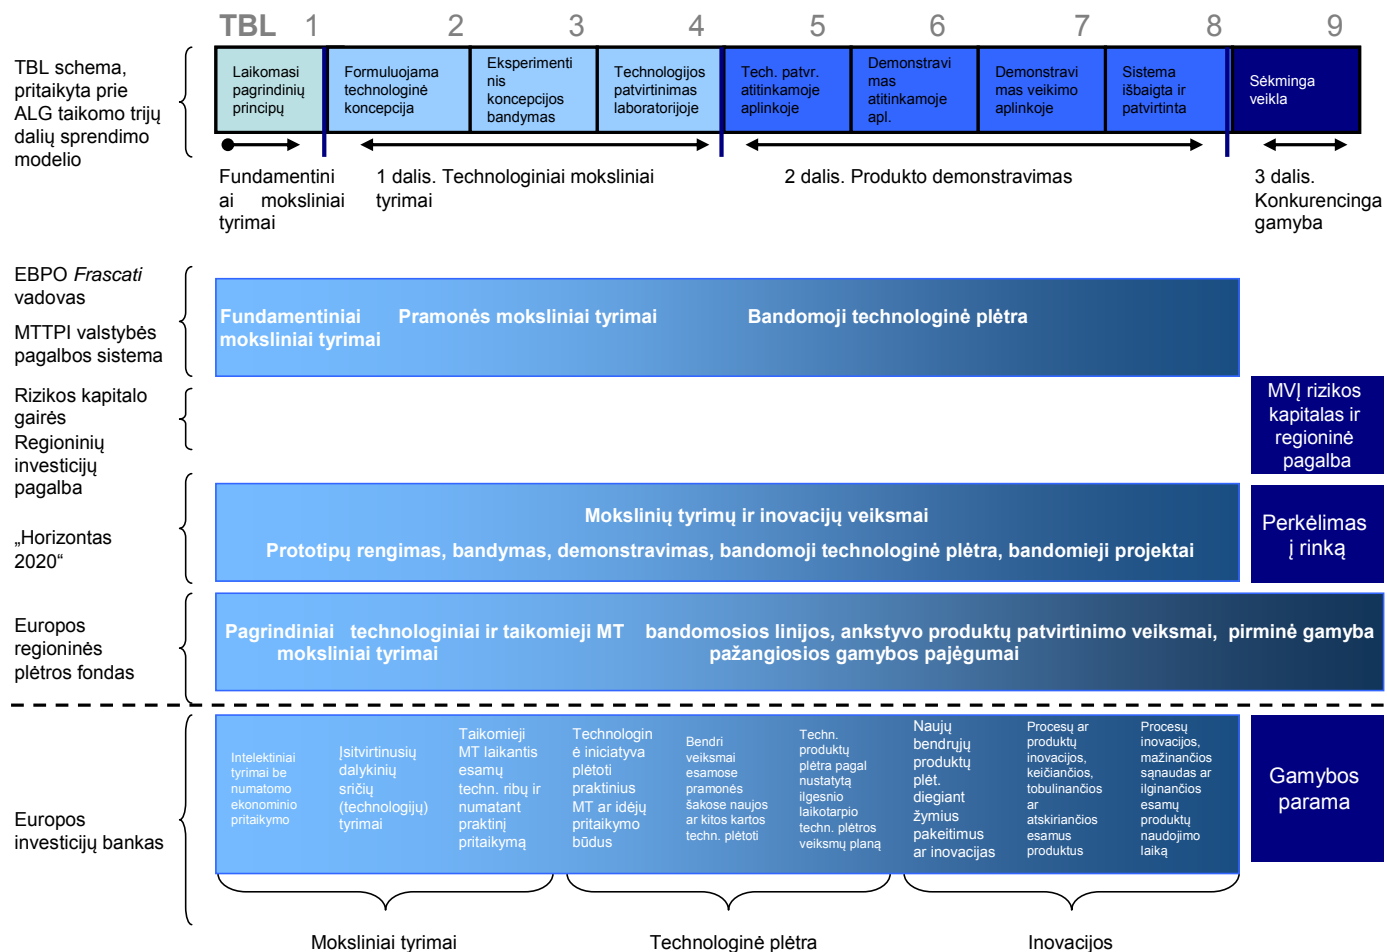 TBL 1 2 3 4 5 6 7 8 9
TBL schema,
pritaikyta prie
ALG taikomo trijų
dalių sprendimo
modelio
Laikomasi
pagrindinių
principų
Formuluojama
technologinė
koncepcija
Eksperimenti
nis
koncepcijos
bandymas
Technologijos
patvirtinimas
laboratorijoje
Tech. patvr.
atitinkamoje
aplinkoje
Demonstravi
mas
atitinkamoje
apl.
Demonstravi
mas veikimo
aplinkoje
Sistema
išbaigta ir
patvirtinta
Sėkminga
veikla
Fundamentini
ai moksliniai
tyrimai
1 dalis. Technologiniai moksliniai
tyrimai
2 dalis. Produkto demonstravimas
3 dalis.
Konkurencinga
gamyba
EBPO Frascati
vadovas
MTTPI valstybės
pagalbos sistema
Fundamentiniai
moksliniai tyrimai
Pramonės moksliniai tyrimai
Bandomoji technologinė plėtra
Rizikos kapitalo
gairės
Regioninių
investicijų
pagalba
MVĮ rizikos
kapitalas ir
regioninė
pagalba
„Horizontas
2020“
Mokslinių tyrimų ir inovacijų veiksmai
Prototipų rengimas, bandymas, demonstravimas, bandomoji technologinė plėtra, bandomieji projektai
Perkėlimas
į rinką
Europos
regioninės
plėtros fondas
Pagrindiniai technologiniai ir taikomieji MT bandomosios linijos, ankstyvo produktų patvirtinimo veiksmai, pirminė gamyba
moksliniai tyrimai pažangiosios gamybos pajėgumai
Europos
investicijų bankas
Intelektiniai
tyrimai be
numatomo
ekonominio
pritaikymo
Įsitvirtinusių
dalykinių
sričių
(technologijų)
tyrimai
Taikomieji
MT laikantis
esamų
techn. ribų ir
numatant
praktinį
pritaikymą
Technologin
ė iniciatyva
plėtoti
praktinius
MT ar idėjų
pritaikymo
būdus
Bendri
veiksmai
esamose
pramonės
šakose naujos
ar kitos kartos
techn. plėtoti
Techn.
produktų
plėtra pagal
nustatytą
ilgesnio
laikotarpio
techn. plėtros
veiksmų planą
Naujų
bendrųjų
produktų
plėt.
diegiant
žymius
pakeitimus
ar inovacijas
Procesų ar
produktų
inovacijos,
keičiančios,
tobulinančios
ar
atskiriančios
esamus
produktus
Procesų
inovacijos,
mažinančios
sąnaudas ar
ilginančios
esamų
produktų
naudojimo
laiką
Gamybos
parama
Moksliniai tyrimai
Technologinė plėtra
Inovacijos